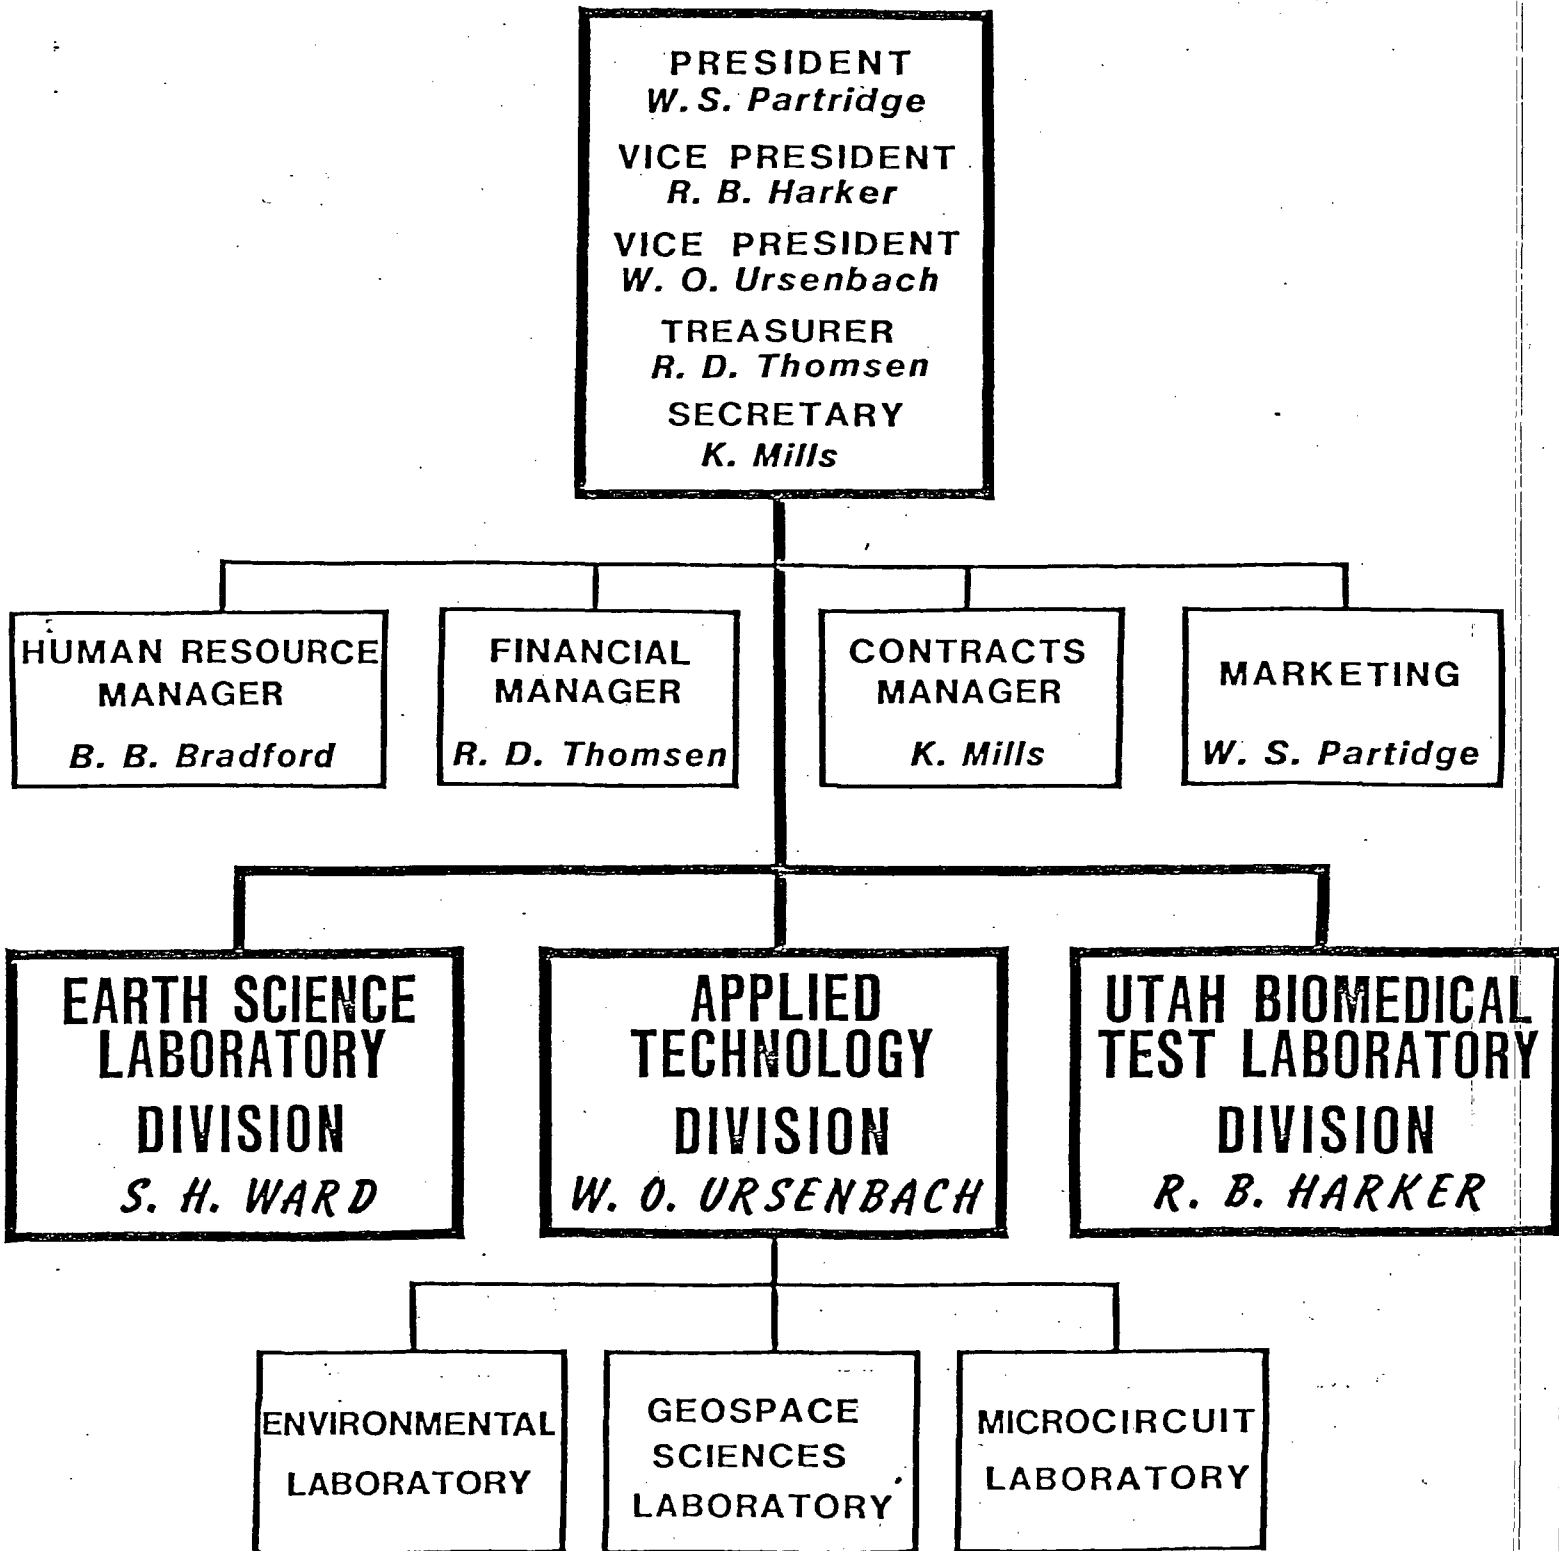 PRESIDENT
W. S. Partridge
VICE PRESIDENT
R. B. Harker
VICE PRESIDENT
W. O. Ursenbach
TREASURER
R. D. Thomsen
SECRETARY
K. Mills
HUMAN RESOURCE
MANAGER
B. B. Bradford
FINANCIAL
MANAGER
R. D. Thomsen
CONTRACTS
MANAGER
K. Mills
MARKETING
W. S. Partidge
EARTH SCIENCE
LABORATORY
DIVISION
S. H. WARD
APPLIED
TECHNOLOGY
DIVISION
W. O. URSENBACH
UTAH BIOMEDICAL
TEST LABORATORY
DIVISION
R. B. HARKER
ENVIRONMENTAL
LABORATORY
GEOSPACE
SCIENCES
LABORATORY
MICROCIRCUIT
LABORATORY